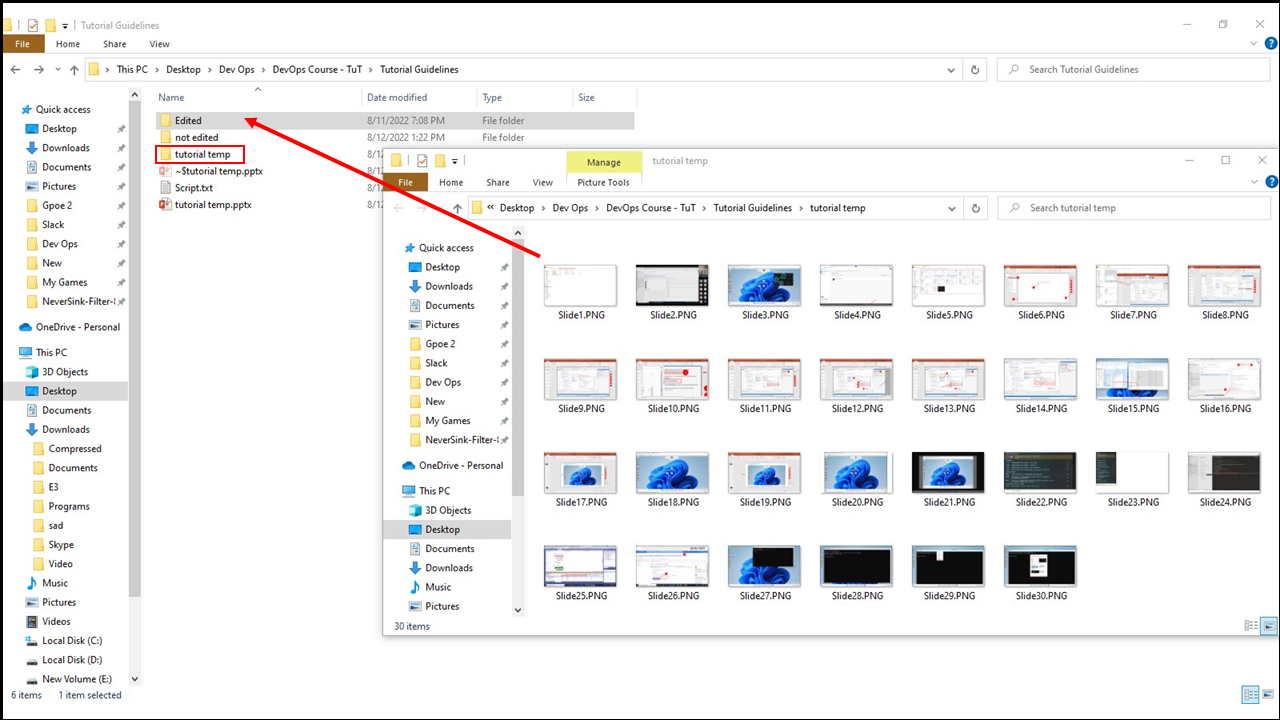 Tutorial Guidelines
File Home Share View
This PC Desktop Dev Ops DevOps Course - TuT Tutorial Guidelines
Search Tutorial Guidelines
Quick access
Desktop
Downloads
Documents
Pictures
Gpoe 2
Slack
Dev Ops
New
My Games
NeverSink-Filter-
OneDrive - Personal
This PC
3D Objects
Desktop
Documents
Downloads
Compressed
Documents
E3
Programs
sad
Skype
Video
Music
Pictures
Videos
Local Disk (C:)
Local Disk (D:)
New Volume (E:)
6 items 1 item selected
Name Date modified Type Size
Edited 8/11/2022 7:08 PM File folder
not edited 8/12/2022 1:22 PM File folder
tutorial temp 8/12
~$tutorial temp.pptx 8/12
Script.txt 8/12
tutorial temp.pptx 8/12
Manage tutorial temp
File Home Share View Picture Tools
« Desktop Dev Ops DevOps Course - TuT Tutorial Guidelines tutorial temp
Search tutorial temp
Quick access
Desktop
Downloads
Documents
Pictures
Gpoe 2
Slack
Dev Ops
New
My Games
NeverSink-Filter-
OneDrive - Personal
This PC
3D Objects
Desktop
Documents
Downloads
Music
Pictures
Slide1.PNG Slide2.PNG Slide3.PNG Slide4.PNG Slide5.PNG Slide6.PNG Slide7.PNG Slide8.PNG
Slide9.PNG Slide10.PNG Slide11.PNG Slide12.PNG Slide13.PNG Slide14.PNG Slide15.PNG Slide16.PNG
Slide17.PNG Slide18.PNG Slide19.PNG Slide20.PNG Slide21.PNG Slide22.PNG Slide23.PNG Slide24.PNG
Slide25.PNG Slide26.PNG Slide27.PNG Slide28.PNG Slide29.PNG Slide30.PNG
30 items